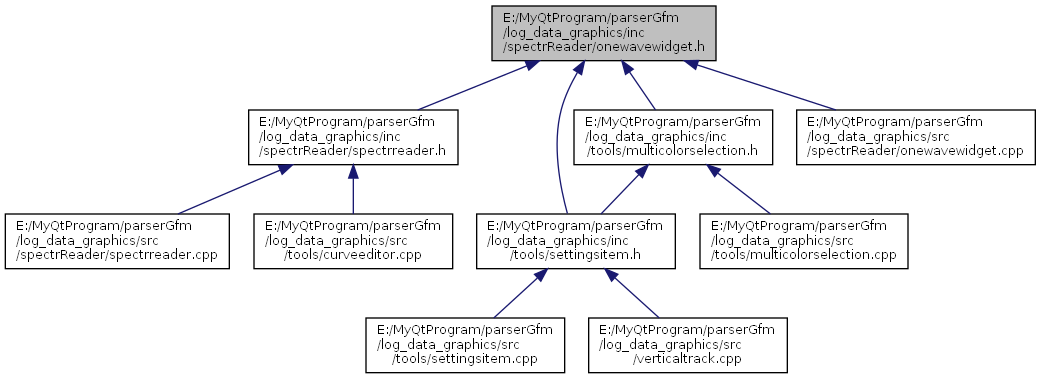 E:/MyQtProgram/parserGfm
/log_data_graphics/inc
/spectrReader/onewavewidget.h
E:/MyQtProgram/parserGfm
/log_data_graphics/inc
/spectrReader/spectrreader.h
E:/MyQtProgram/parserGfm
/log_data_graphics/inc
/tools/multicolorselection.h
E:/MyQtProgram/parserGfm
/log_data_graphics/src
/spectrReader/onewavewidget.cpp
E:/MyQtProgram/parserGfm
/log_data_graphics/src
/spectrReader/spectrreader.cpp
E:/MyQtProgram/parserGfm
/log_data_graphics/src
/tools/curveeditor.cpp
E:/MyQtProgram/parserGfm
/log_data_graphics/inc
/tools/settingsitem.h
E:/MyQtProgram/parserGfm
/log_data_graphics/src
/tools/multicolorselection.cpp
E:/MyQtProgram/parserGfm
/log_data_graphics/src
/tools/settingsitem.cpp
E:/MyQtProgram/parserGfm
/log_data_graphics/src
/verticaltrack.cpp